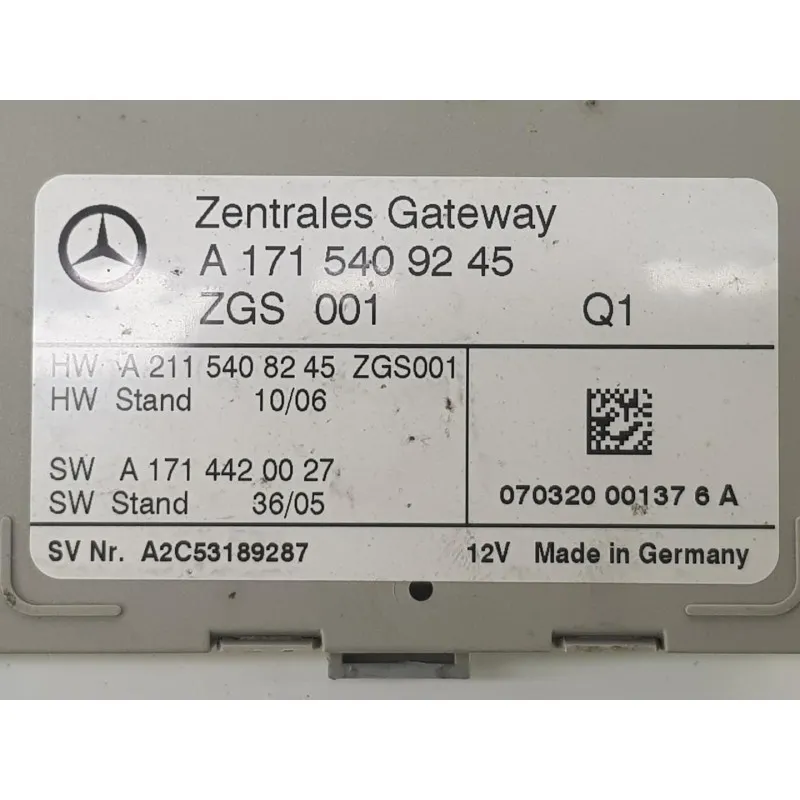 Zentrales Gateway
A 171 540 92 45
ZGS 001 Q1
HW A 211 540 82 45 ZGS001
HW Stand 10/06
SW A 171 442 00 27
SW Stand 36/05
070320 00137 6 A
SV Nr. A2C53189287 12V Made in Germany